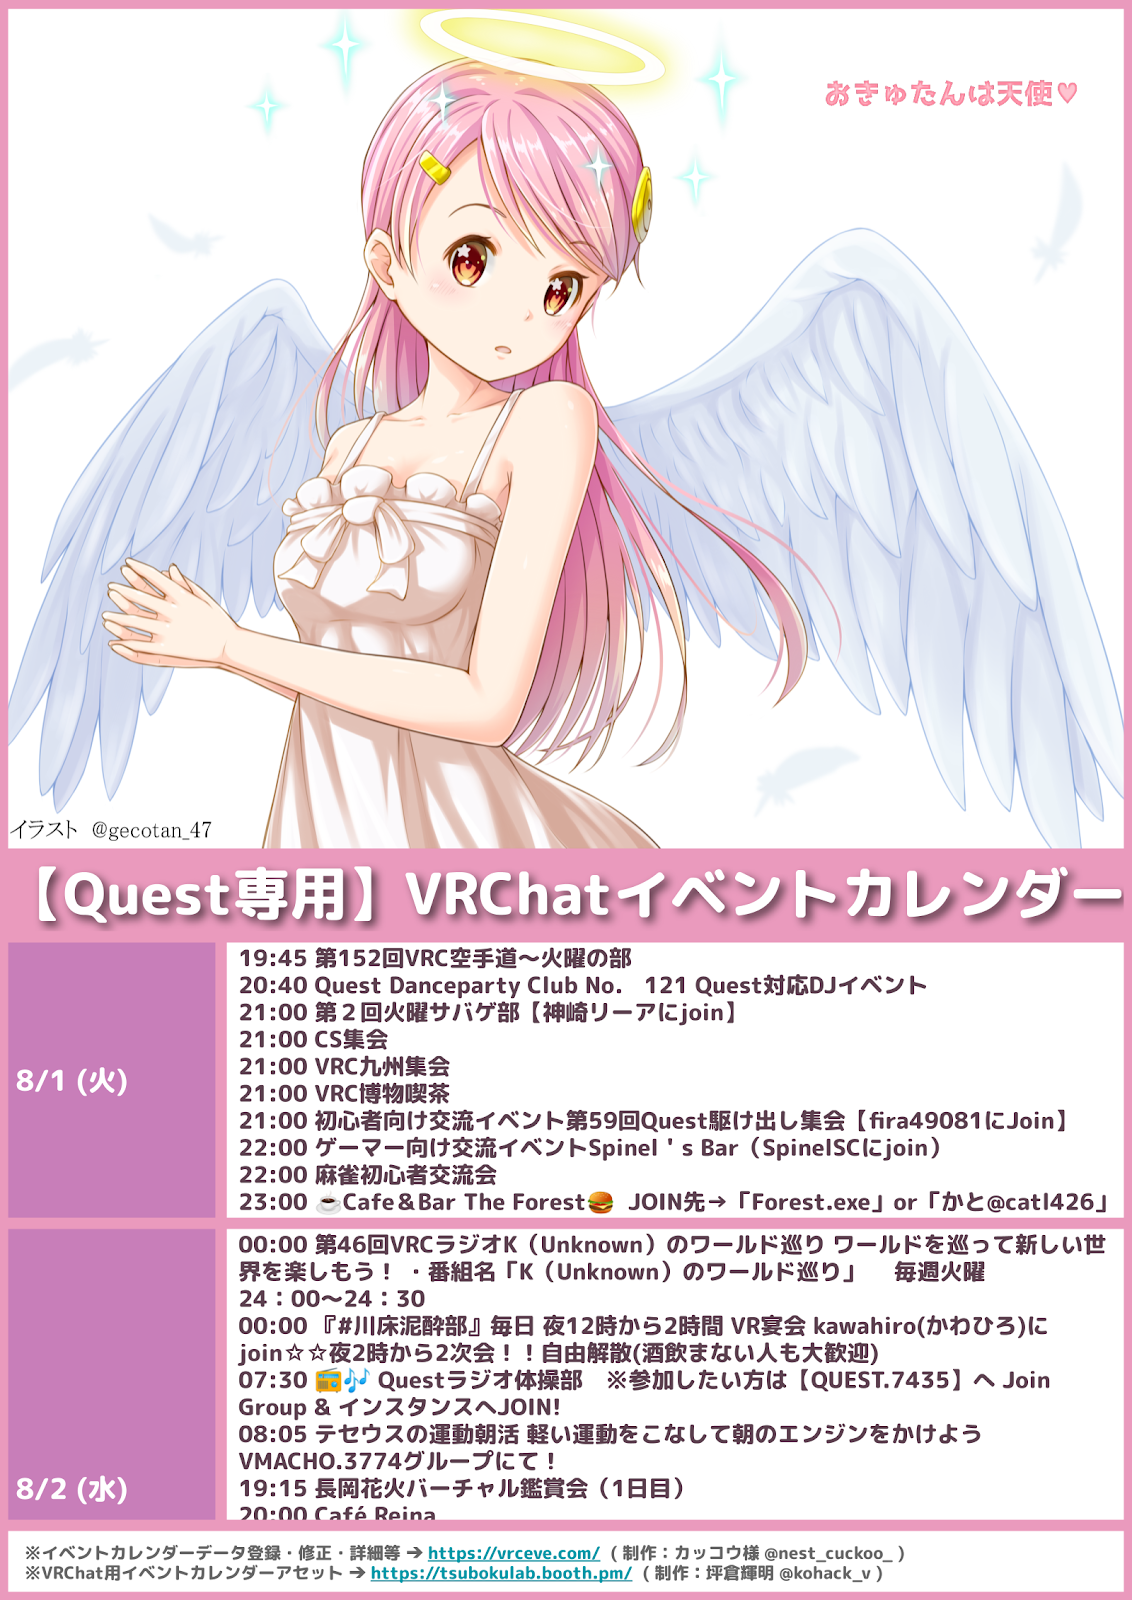 おきゅたんは天使♥
イラスト @gecotan_47
【Quest専用】VRChatイベントカレンダー
8/1 (火)
19:45 第152回VRC空手道～火曜の部
20:40 Quest Danceparty Club No.　121 Quest対応DJイベント
21:00 第２回火曜サバゲ部【神崎リーアにjoin】
21:00 CS集会
21:00 VRC九州集会
21:00 VRC博物喫茶
21:00 初心者向け交流イベント第59回Quest駆け出し集会【fira49081にJoin】
22:00 ゲーマー向け交流イベントSpinel＇s Bar（SpinelSCにjoin）
22:00 麻雀初心者交流会
23:00 ☕Cafe＆Bar The Forest🍔 JOIN先→「Forest.exe」or「かと@catl426」
8/2 (水)
00:00 第46回VRCラジオK（Unknown）のワールド巡り ワールドを巡って新しい世
界を楽しもう！ ・番組名「K（Unknown）のワールド巡り」　毎週火曜
24：00～24：30
00:00 『#川床泥酔部』毎日 夜12時から2時間 VR宴会 kawahiro(かわひろ)に
join☆☆夜2時から2次会！！自由解散(酒飲まない人も大歓迎)
07:30 📻🎶 Questラジオ体操部　※参加したい方は【QUEST.7435】へ Join
Group & インスタンスへJOIN!
08:05 テセウスの運動朝活 軽い運動をこなして朝のエンジンをかけよう
VMACHO.3774グループにて！
19:15 長岡花火バーチャル鑑賞会（1日目）
20:00 Café Reina
※イベントカレンダーデータ登録・修正・詳細等 ➔ https://vrceve.com/ （ 制作：カッコウ様 @nest_cuckoo_ ）
※VRChat用イベントカレンダーアセット ➔ https://tsubokulab.booth.pm/ （ 制作：坪倉輝明 @kohack_v ）